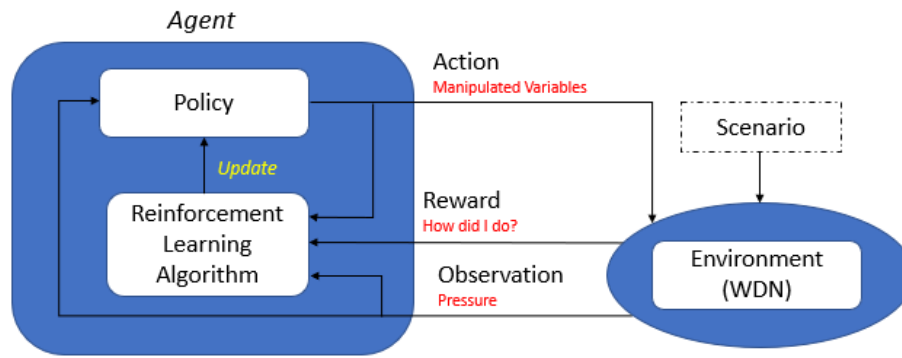 Agent
Policy
Update
Reinforcement
Learning
Algorithm
Action
Manipulated Variables
Reward
How did I do?
Observation
Pressure
Scenario
Environment
(WDN)